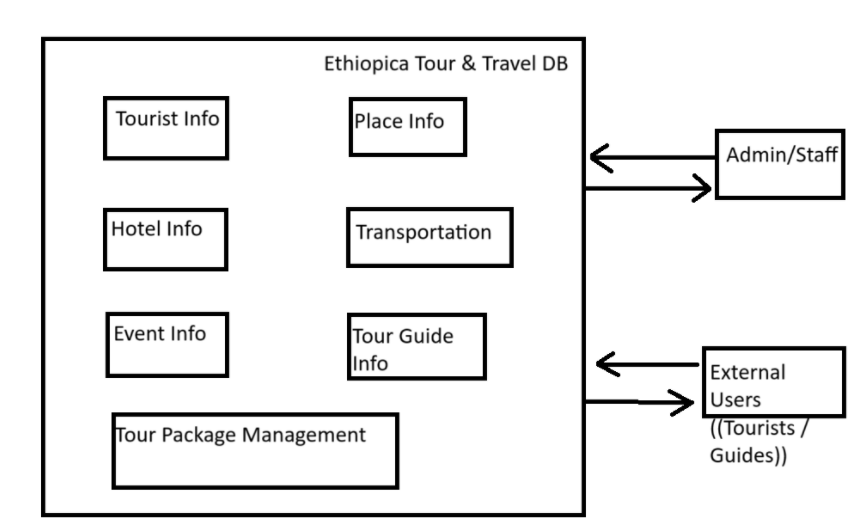 Ethiopica Tour & Travel DB
Tourist Info
Place Info
Admin/Staff
Hotel Info
Transportation
Event Info
Tour Guide
Info
External
Users
((Tourists /
Guides))
Tour Package Management